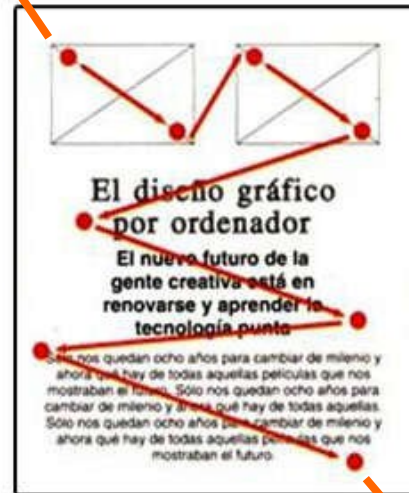 El diseño gráfico
por ordenador
El nuevo futuro de la
gente creativa está en
renovarse y aprender la
tecnología punta
Sólo nos quedan ocho años para cambiar de milenio y
ahora qué hay de todas aquellas películas que nos
mostraban el futuro. Sólo nos quedan ocho años para
cambiar de milenio y ahora qué hay de todas aquellas.
Sólo nos quedan ocho años para cambiar de milenio y
ahora qué hay de todas aquellas películas que nos
mostraban el futuro.